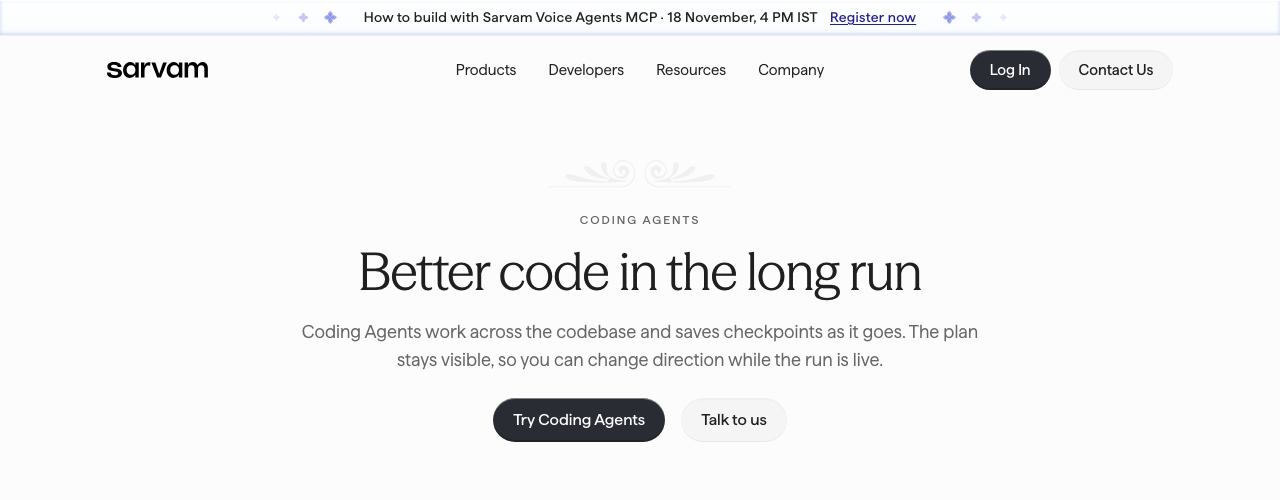 How to build with Sarvam Voice Agents MCP · 18 November, 4 PM IST Register now
sarvam Products Developers Resources Company Log In Contact Us
CODING AGENTS
Better code in the long run
Coding Agents work across the codebase and saves checkpoints as it goes. The plan
stays visible, so you can change direction while the run is live.
Try Coding Agents Talk to us